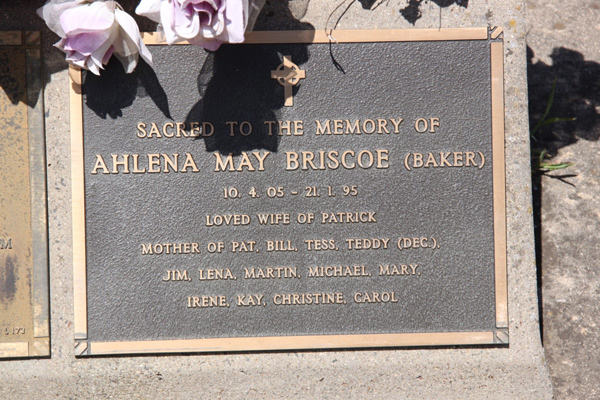 SACRED TO THE MEMORY OF
AHLENA MAY BRISCOE (BAKER)
10. 4. 05 - 21. 1. 95
LOVED WIFE OF PATRICK
MOTHER OF PAT, BILL, TESS, TEDDY (DEC.),
JIM, LENA, MARTIN, MICHAEL, MARY,
IRENE, KAY, CHRISTINE, CAROL